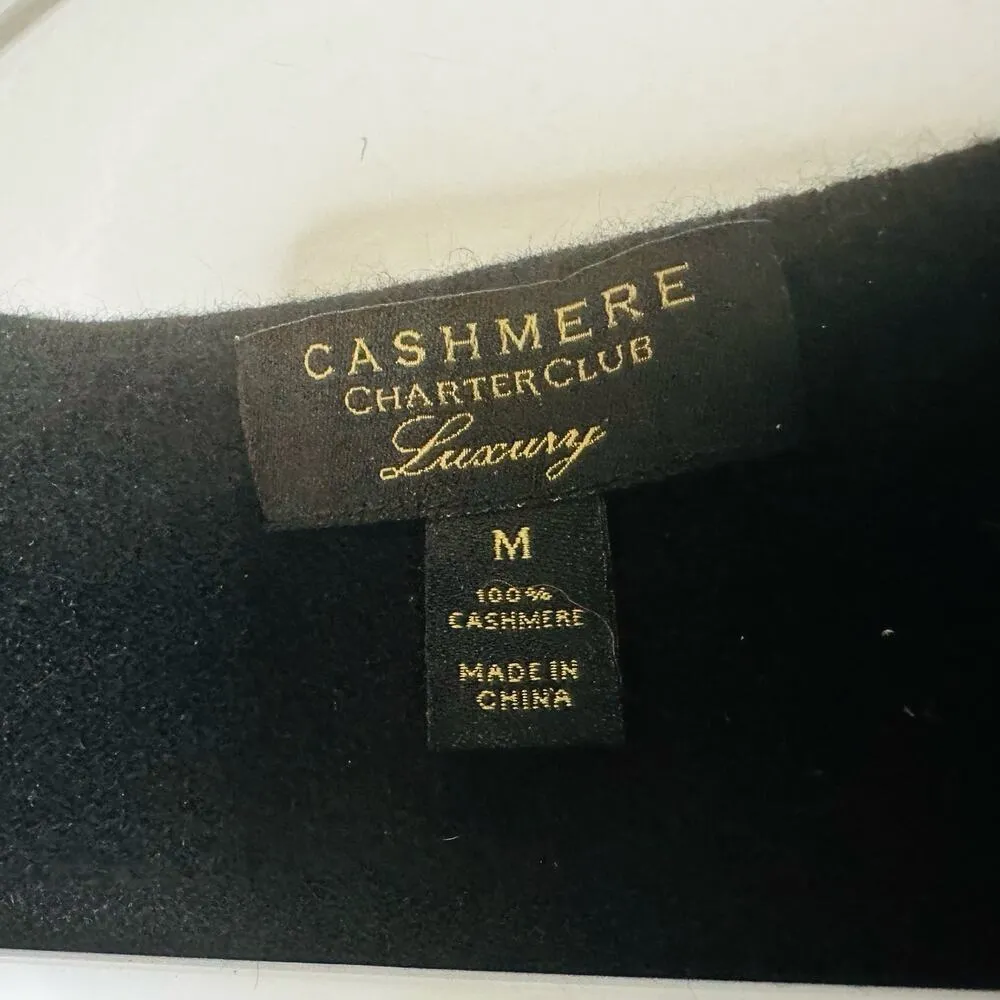 CASHMERE
CHARTER CLUB
Luxury
M
100%
CASHMERE
MADE IN
CHINA